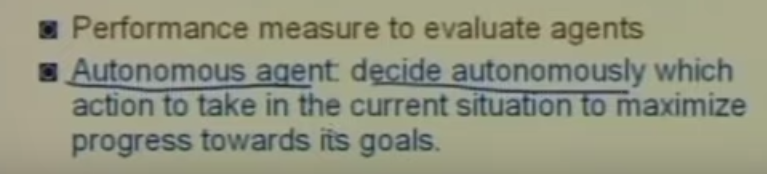 Performance measure to evaluate agents
Autonomous agent: decide autonomously which
action to take in the current situation to maximize
progress towards its goals.